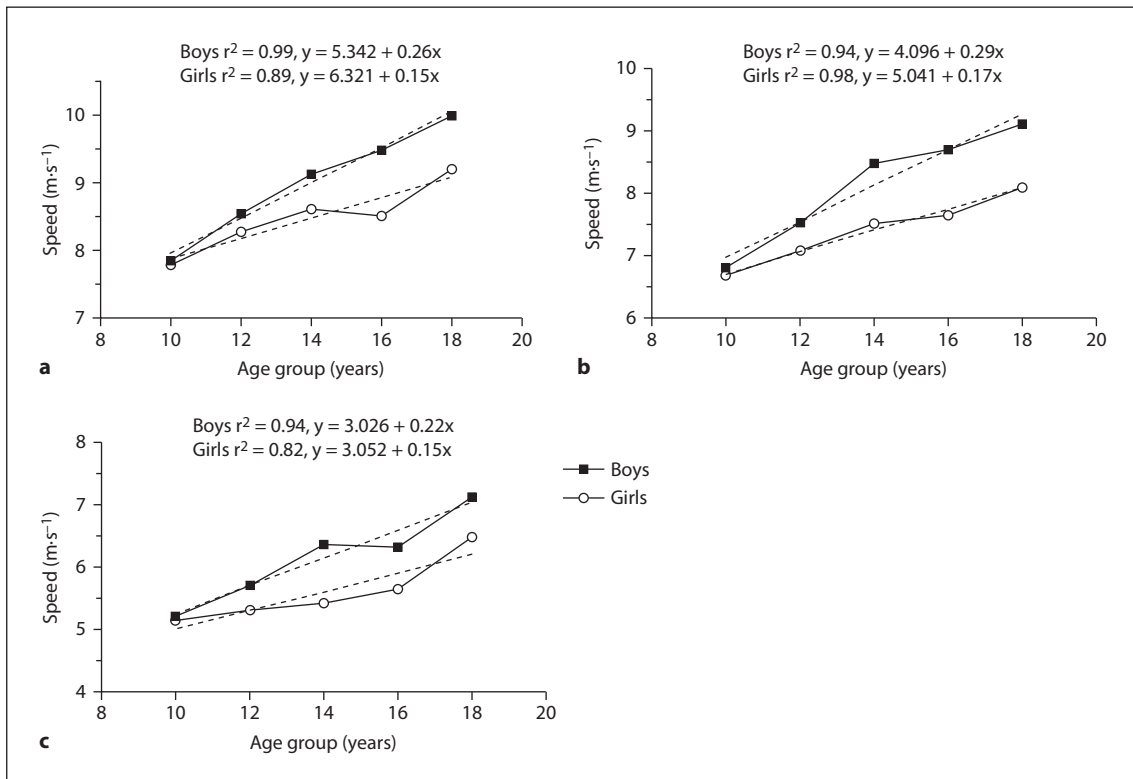 Boys r² = 0.99, y = 5.342 + 0.26x
Girls r² = 0.89, y = 6.321 + 0.15x
10
9
8
7
Speed (m·s⁻¹)
8 10 12 14 16 18 20
Age group (years)
a
Boys r² = 0.94, y = 4.096 + 0.29x
Girls r² = 0.98, y = 5.041 + 0.17x
10
9
8
7
6
Speed (m·s⁻¹)
8 10 12 14 16 18 20
Age group (years)
b
Boys r² = 0.94, y = 3.026 + 0.22x
Girls r² = 0.82, y = 3.052 + 0.15x
8
7
6
5
4
Speed (m·s⁻¹)
8 10 12 14 16 18 20
Age group (years)
c
Boys
Girls